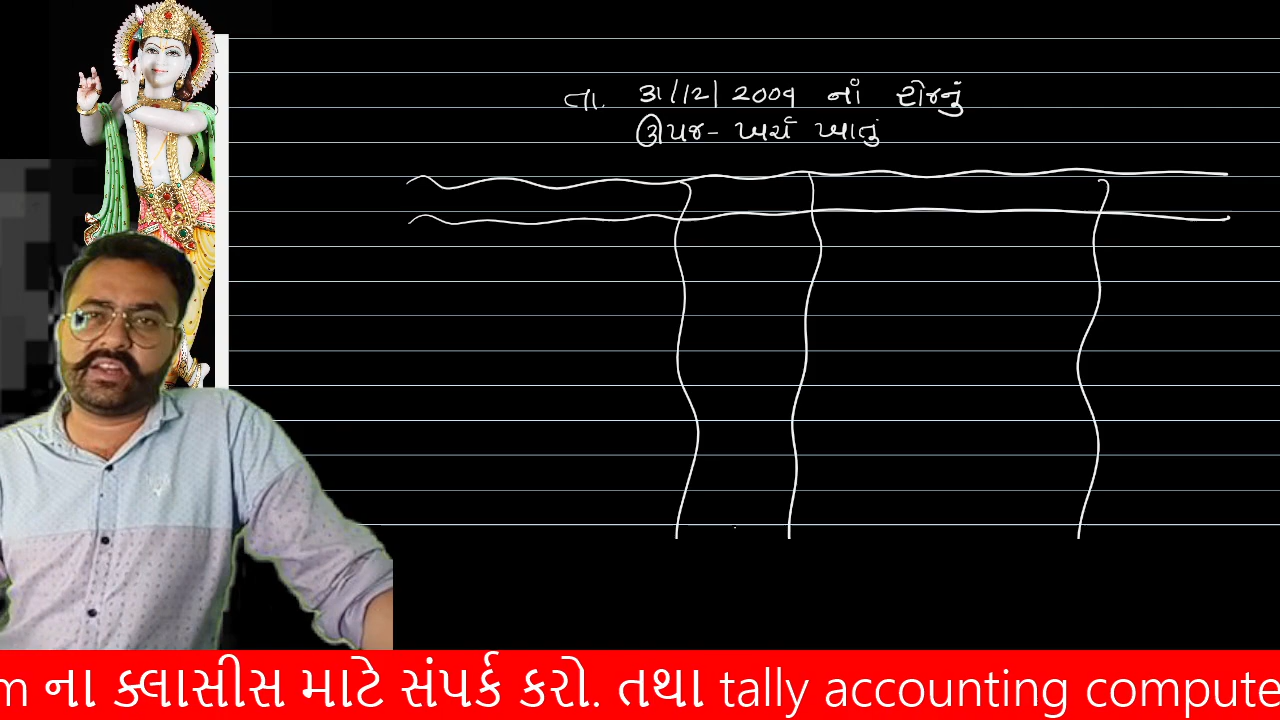 તા. ૩૧/૧૨/૨૦૦૧ નાં રોજનું
ઉપજ - ખર્ચ ખાતું
m ના ક્લાસીસ માટે સંપર્ક કરો. તથા tally accounting compute